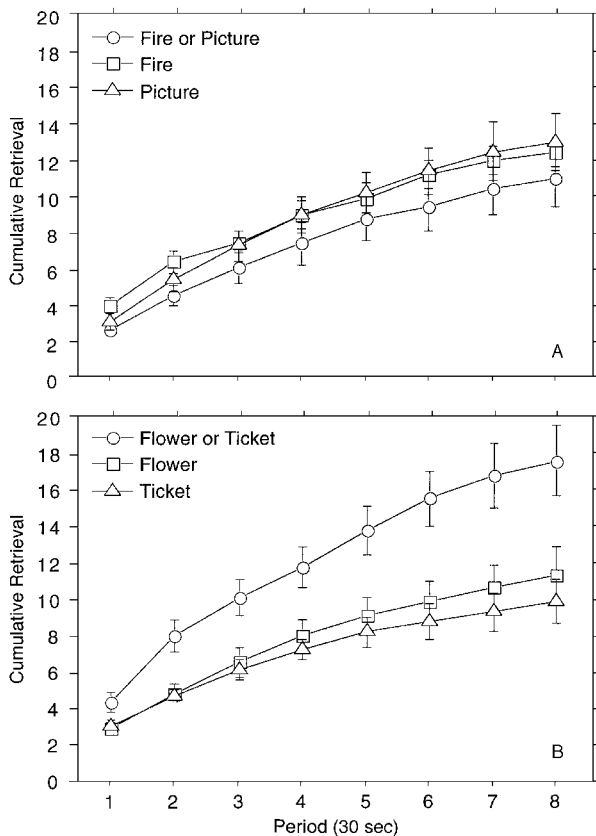 20
18
16
14
12
10
8
6
4
2
0
Cumulative Retrieval
Fire or Picture
Fire
Picture
A
20
18
16
14
12
10
8
6
4
2
0
Cumulative Retrieval
Flower or Ticket
Flower
Ticket
B
1 2 3 4 5 6 7 8
Period (30 sec)